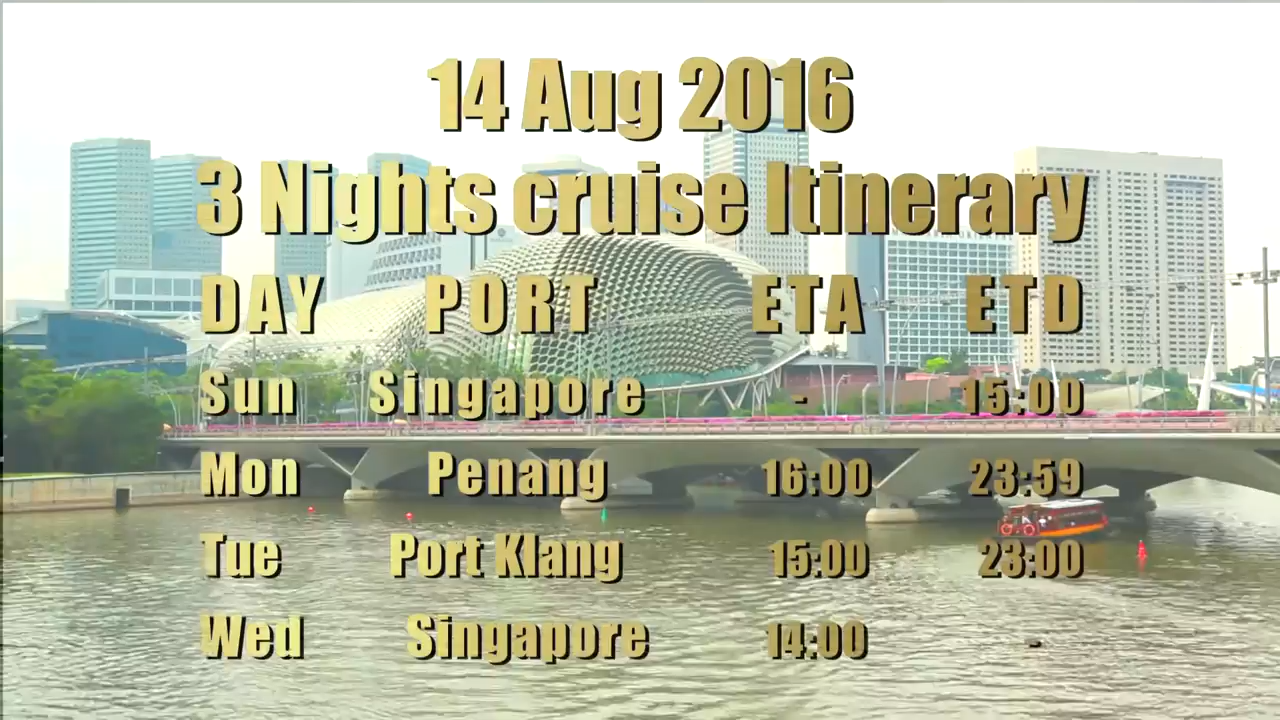 14 Aug 2016
3 Nights cruise Itinerary
DAY PORT ETA ETD
Sun Singapore - 15:00
Mon Penang 16:00 23:59
Tue Port Klang 15:00 23:00
Wed Singapore 14:00 -